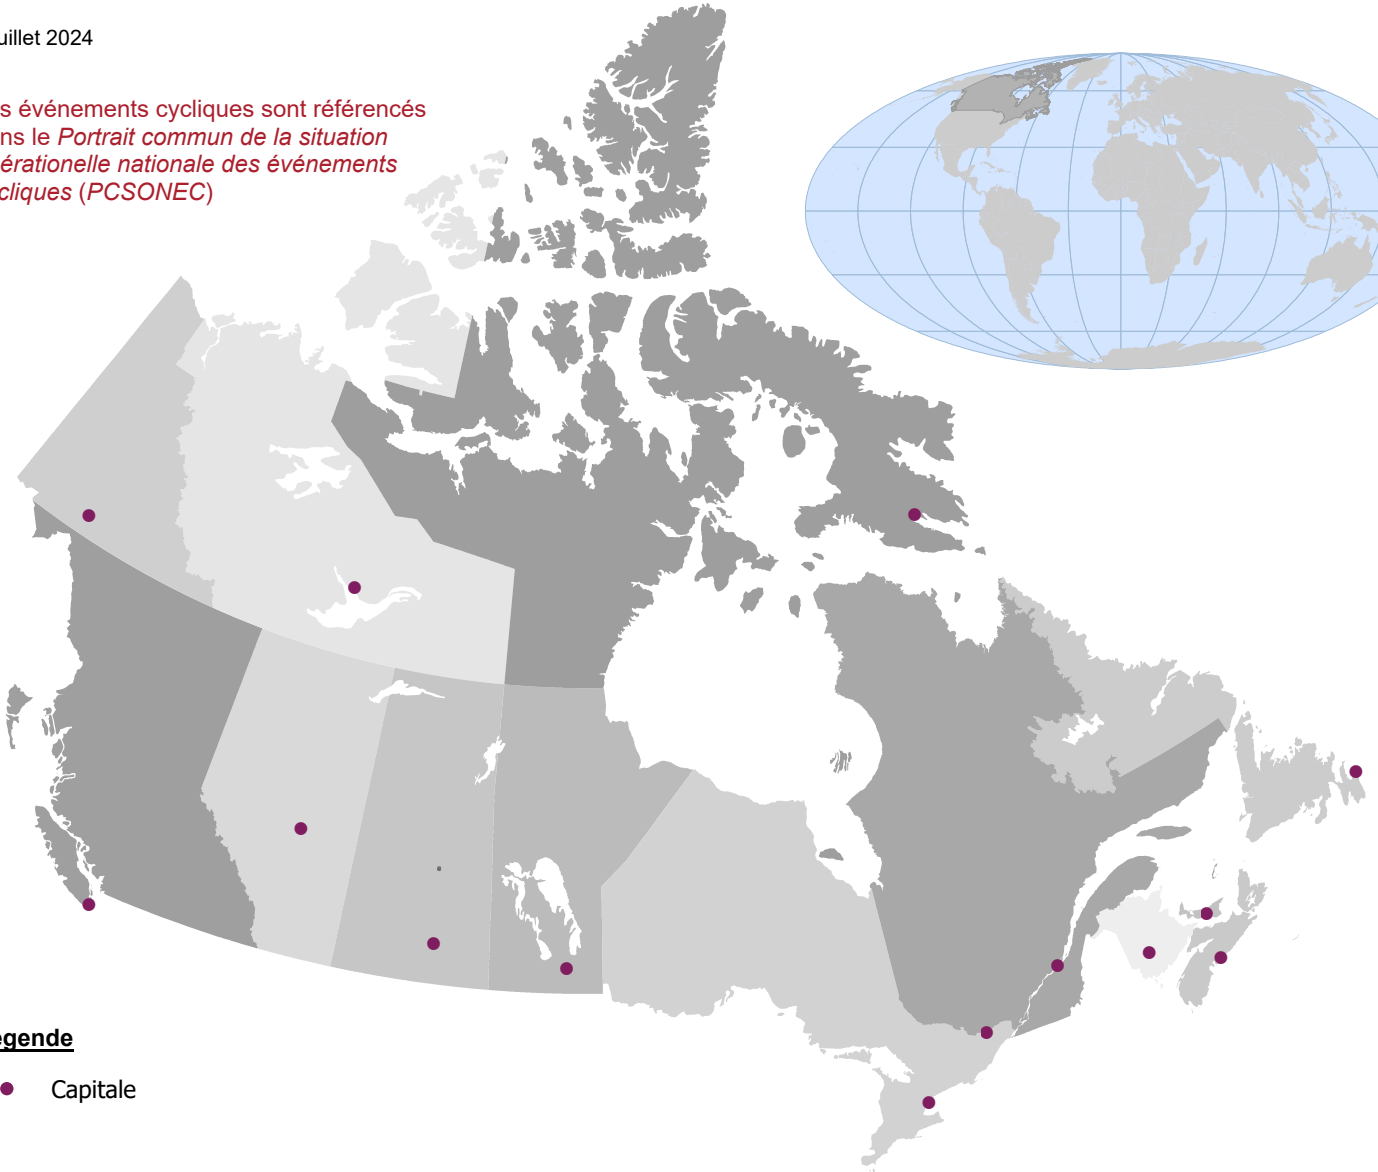 uillet 2024
s événements cycliques sont référencés
ns le Portrait commun de la situation
érationelle nationale des événements
cliques (PCSONEC)
égende
Capitale